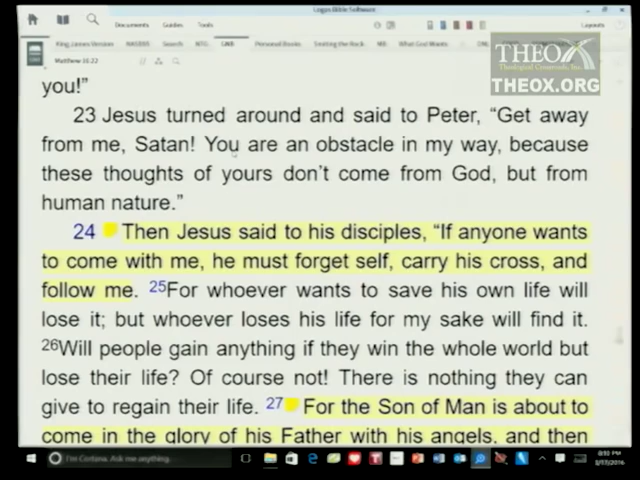 Logos Bible Software
Documents Guides Tools
Layouts
King James Version NASB95 Search Personal Books Smiting the Rock What God Wants
Matthew 16:22
THEOX
THEOX.ORG
you!”
23 Jesus turned around and said to Peter, “Get away
from me, Satan! You are an obstacle in my way, because
these thoughts of yours don’t come from God, but from
human nature.”
24 Then Jesus said to his disciples, “If anyone wants
to come with me, he must forget self, carry his cross, and
follow me. 25For whoever wants to save his own life will
lose it; but whoever loses his life for my sake will find it.
26Will people gain anything if they win the whole world but
lose their life? Of course not! There is nothing they can
give to regain their life. 27 For the Son of Man is about to
come in the glory of his Father with his angels, and then
I'm Cortana. Ask me anything.